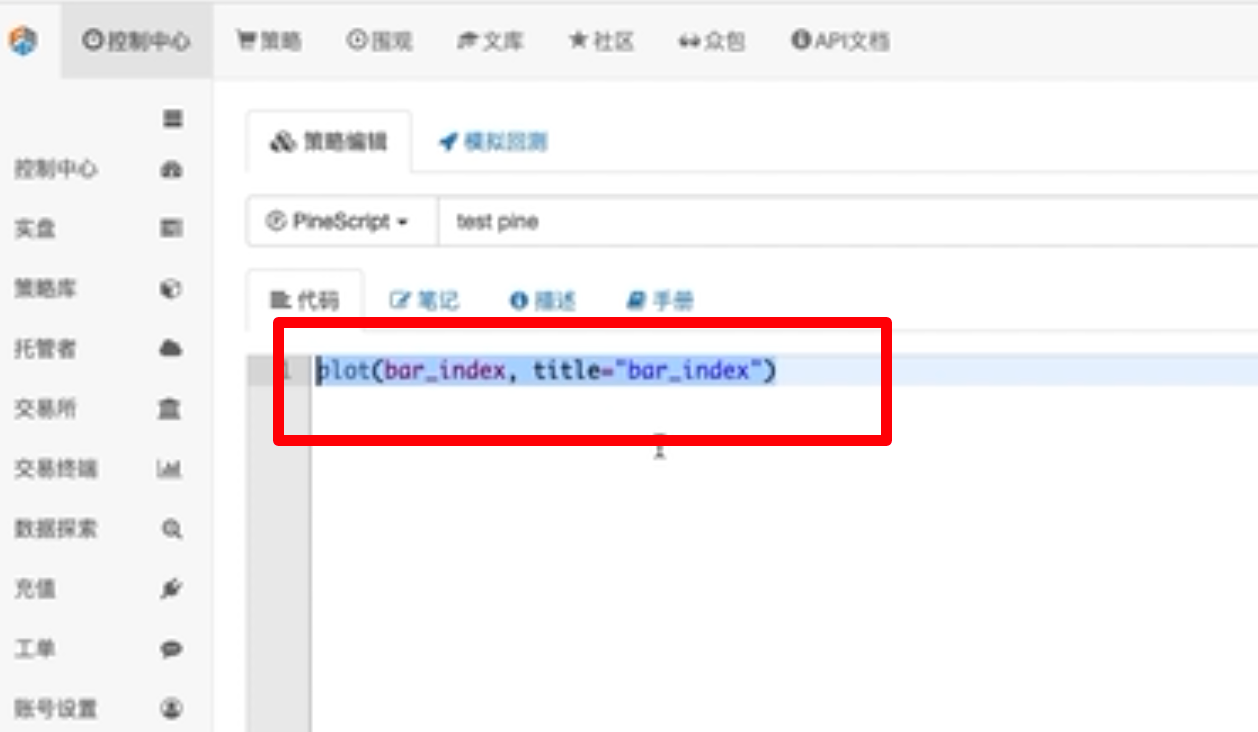 控制中心 策略 围观 文库 社区 众包 API文档
控制中心
实盘
策略库
托管者
交易所
交易终端
数据探索
充值
工单
账号设置
策略编辑 模拟回测
PineScript test pine
代码 笔记 描述 手册
1 plot(bar_index, title="bar_index")